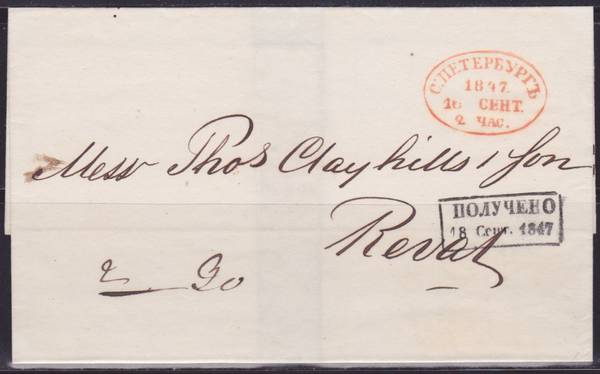 С.ПЕТЕРБУРГЪ
1847.
16 СЕНТ.
2 ЧАС.
Mess Thos Clayhills & Son
Reval
ПОЛУЧЕНО
18 Сент. 1847
2 30